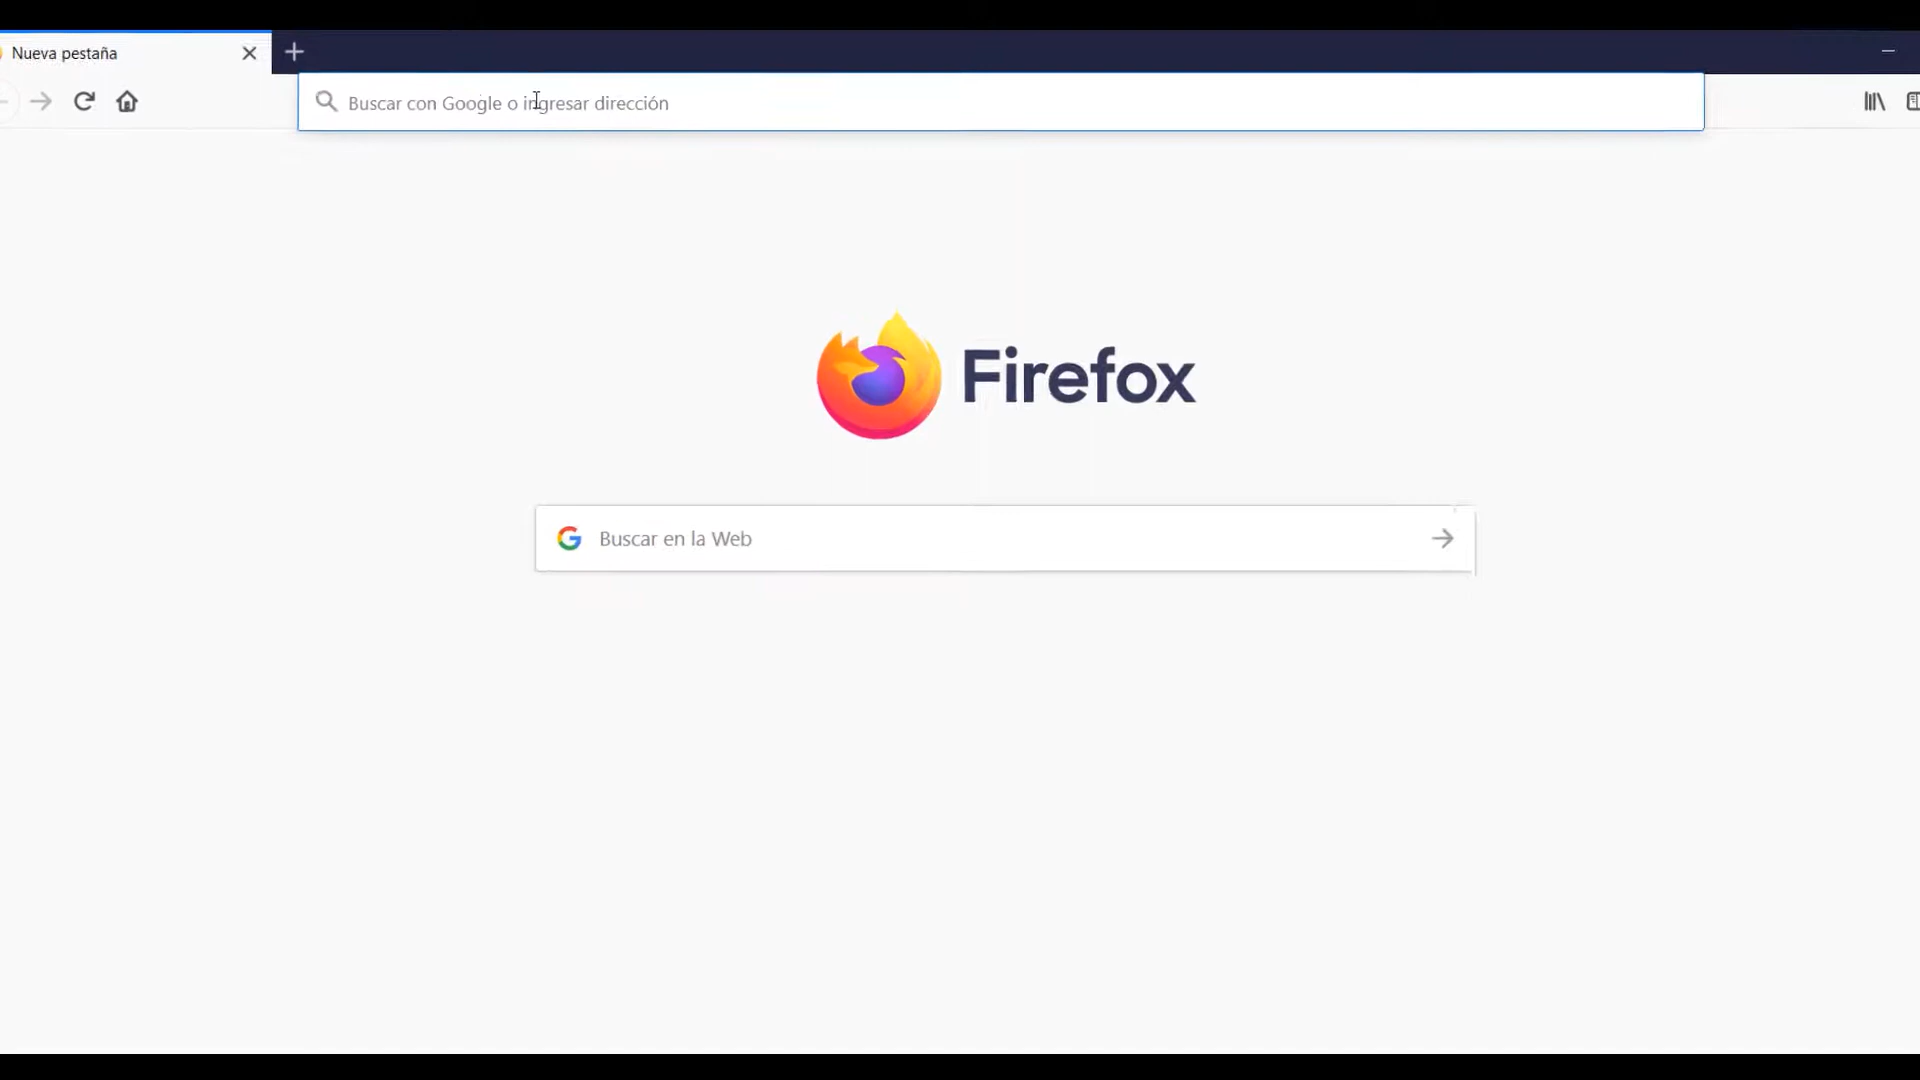 Nueva pestaña
Buscar con Google o ingresar dirección
Firefox
Buscar en la Web